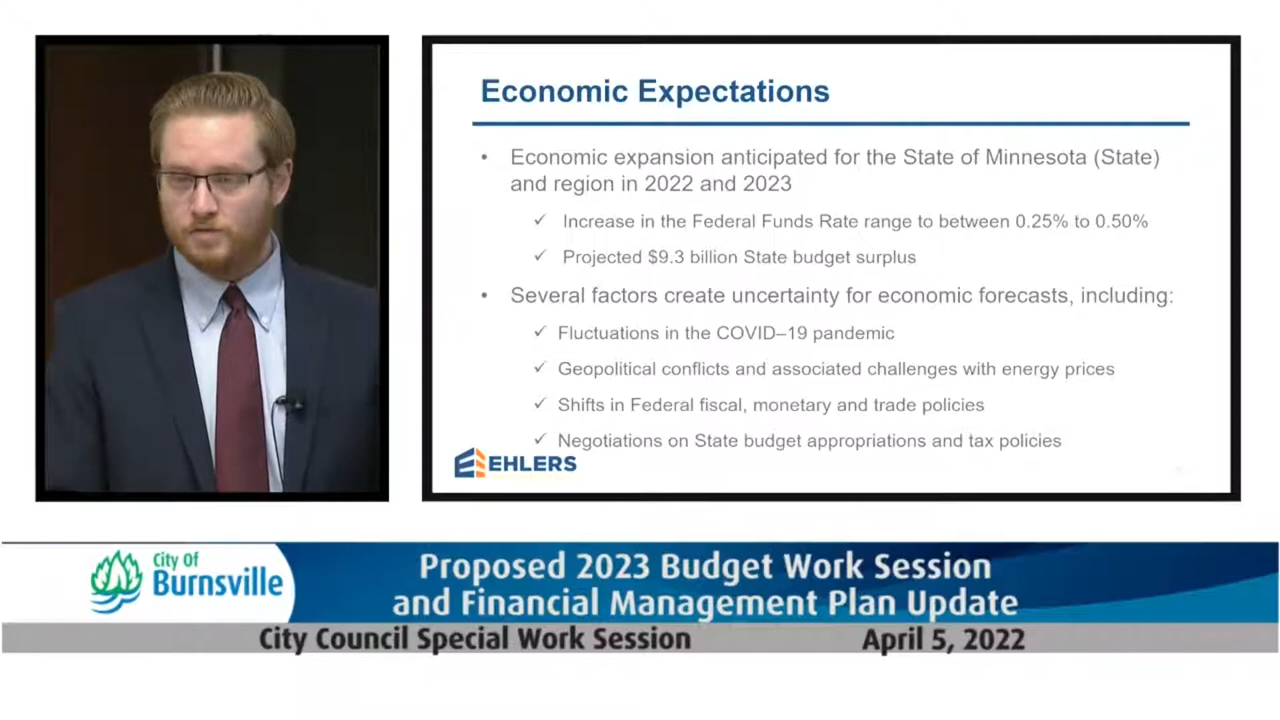 Economic Expectations
• Economic expansion anticipated for the State of Minnesota (State)
and region in 2022 and 2023
✓ Increase in the Federal Funds Rate range to between 0.25% to 0.50%
✓ Projected $9.3 billion State budget surplus
• Several factors create uncertainty for economic forecasts, including:
✓ Fluctuations in the COVID–19 pandemic
✓ Geopolitical conflicts and associated challenges with energy prices
✓ Shifts in Federal fiscal, monetary and trade policies
✓ Negotiations on State budget appropriations and tax policies
EHLERS
City Of
Burnsville
Proposed 2023 Budget Work Session
and Financial Management Plan Update
City Council Special Work Session April 5, 2022